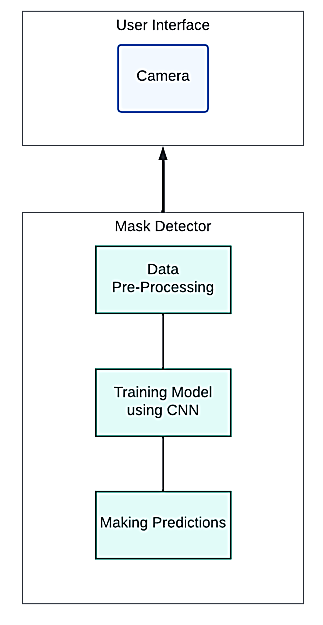 User Interface
Camera
Mask Detector
Data
Pre-Processing
Training Model
using CNN
Making Predictions